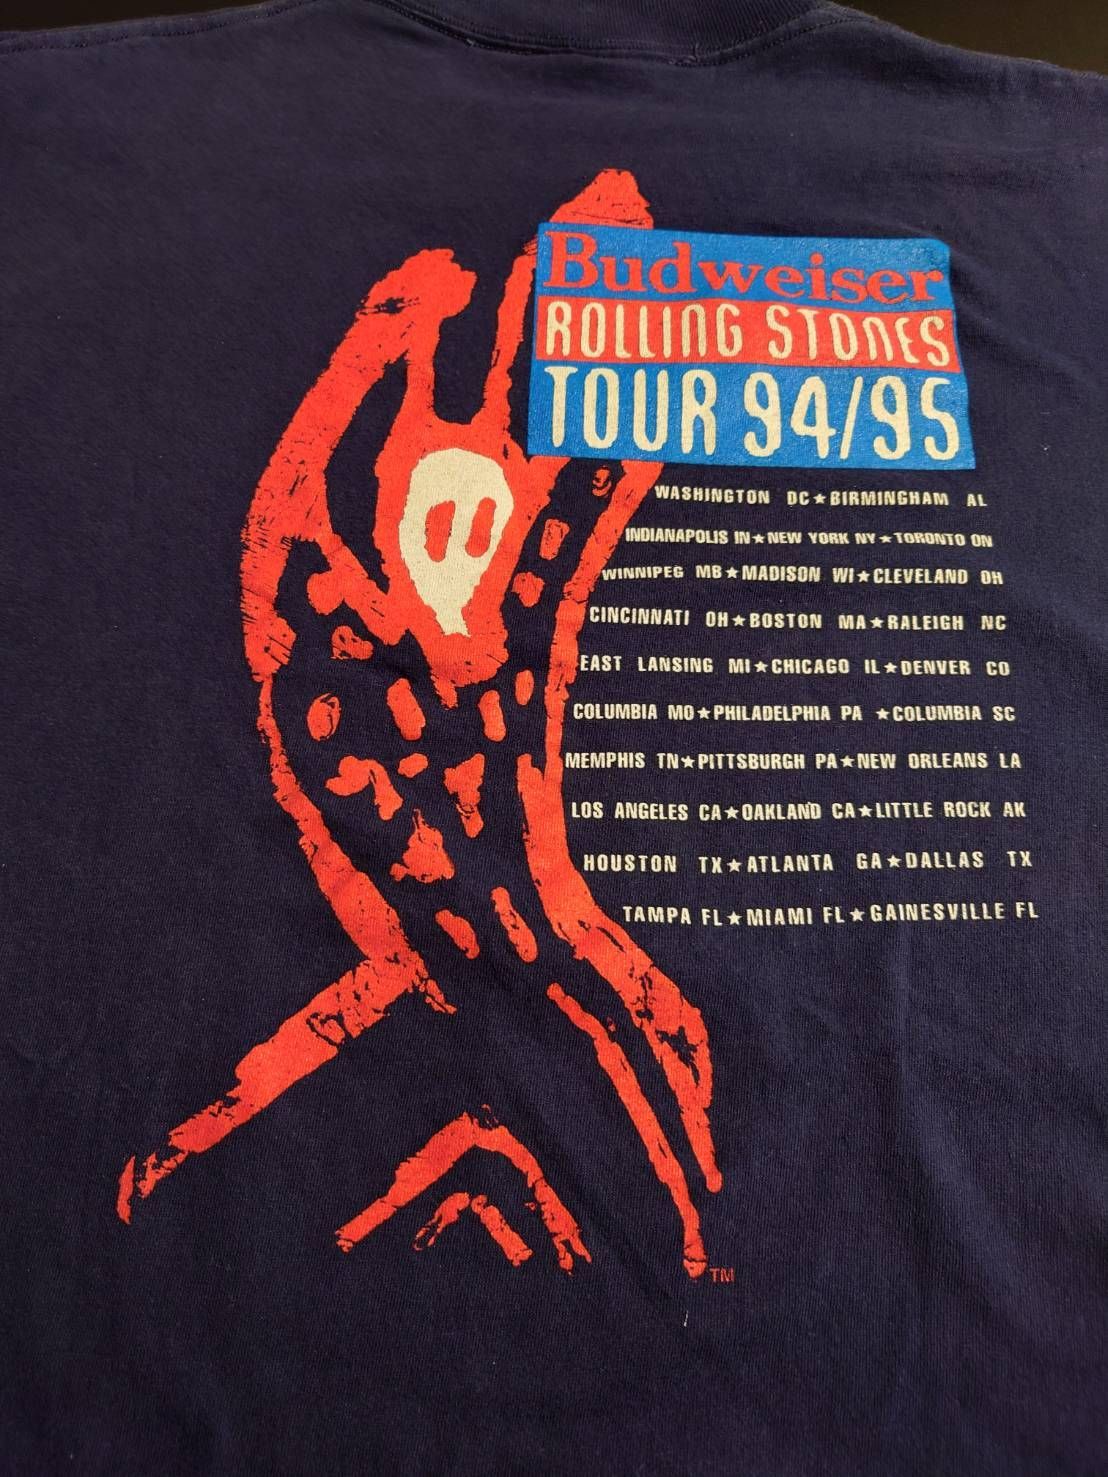 Budweiser
ROLLING STONES
TOUR 94/95
WASHINGTON DC★BIRMINGHAM AL
INDIANAPOLIS IN★NEW YORK NY★TORONTO ON
WINNIPEG MB★MADISON WI★CLEVELAND OH
CINCINNATI OH★BOSTON MA★RALEIGH NC
EAST LANSING MI★CHICAGO IL★DENVER CO
COLUMBIA MO★PHILADELPHIA PA ★COLUMBIA SC
MEMPHIS TN★PITTSBURGH PA★NEW ORLEANS LA
LOS ANGELES CA★OAKLAND CA★LITTLE ROCK AK
HOUSTON TX★ATLANTA GA★DALLAS TX
TAMPA FL★MIAMI FL★GAINESVILLE FL
TM